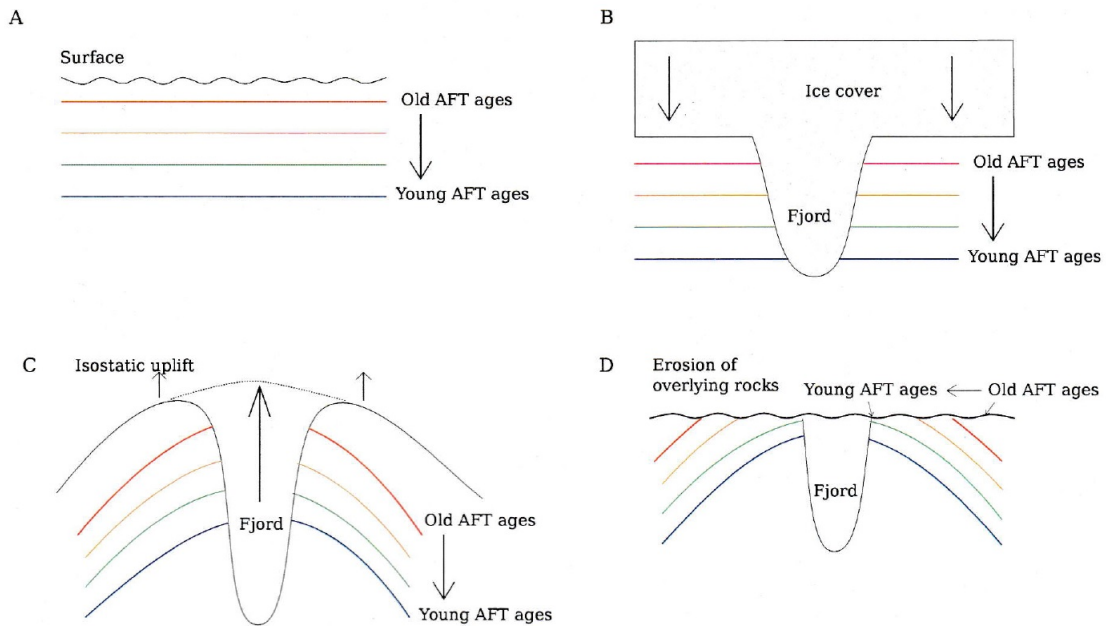 A
Surface
Old AFT ages
Young AFT ages
B
Ice cover
Old AFT ages
Fjord
Young AFT ages
C
Isostatic uplift
Fjord
Old AFT ages
Young AFT ages
D
Erosion of
overlying rocks
Young AFT ages
Old AFT ages
Fjord